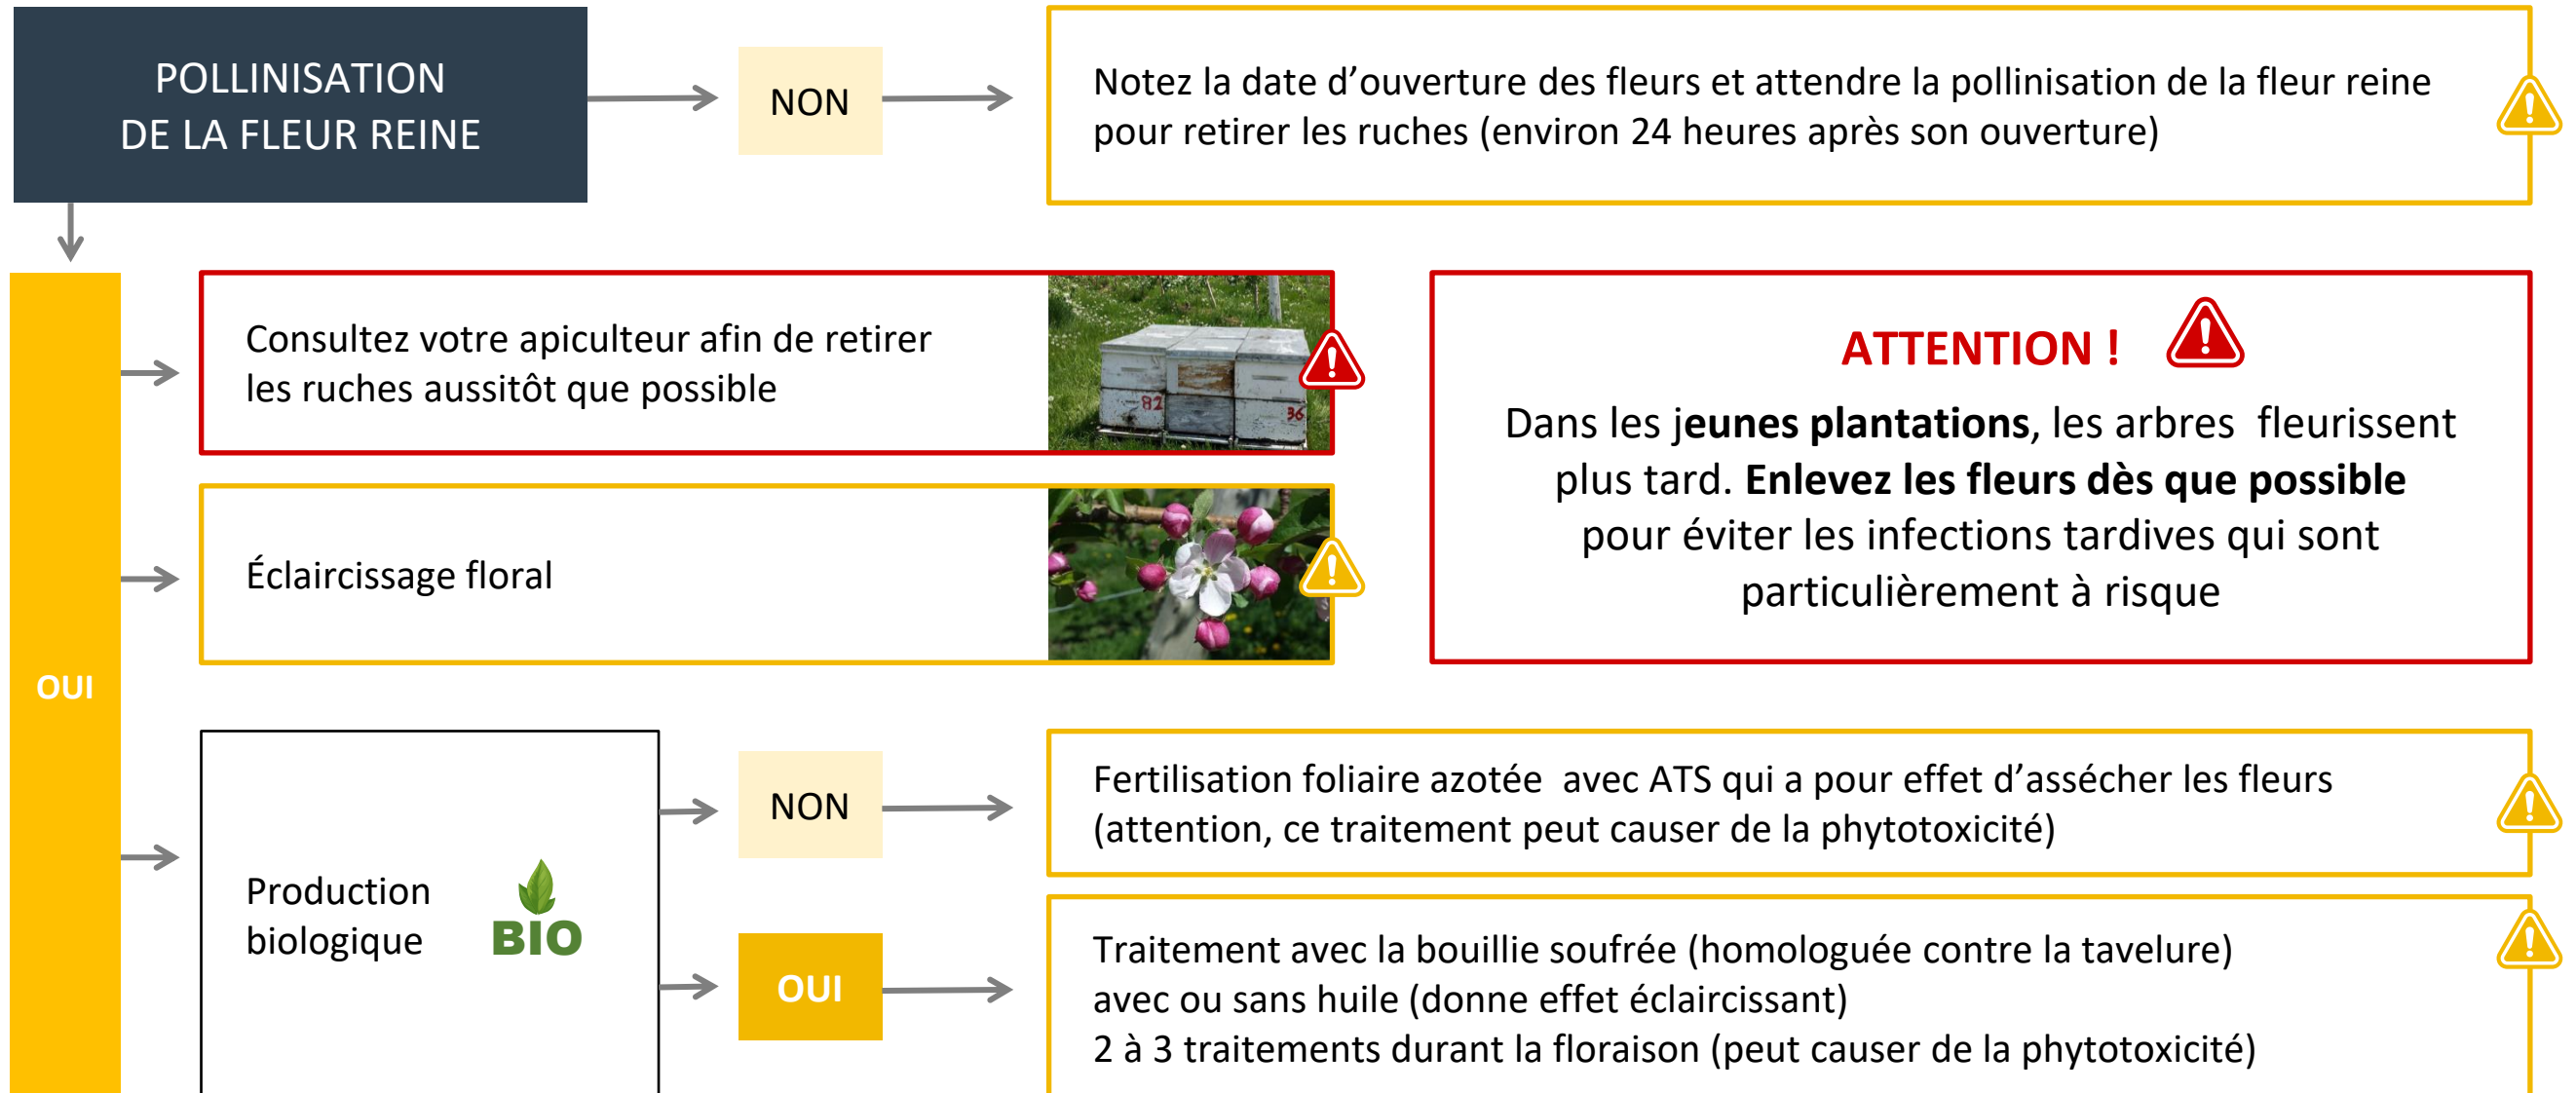 POLLINISATION
DE LA FLEUR REINE
NON
Notez la date d’ouverture des fleurs et attendre la pollinisation de la fleur reine
pour retirer les ruches (environ 24 heures après son ouverture)
OUI
Consultez votre apiculteur afin de retirer
les ruches aussitôt que possible
82
36
ATTENTION !
Dans les jeunes plantations, les arbres fleurissent
plus tard. Enlevez les fleurs dès que possible
pour éviter les infections tardives qui sont
particulièrement à risque
Éclaircissage floral
Production
biologique
BIO
NON
Fertilisation foliaire azotée avec ATS qui a pour effet d’assécher les fleurs
(attention, ce traitement peut causer de la phytotoxicité)
OUI
Traitement avec la bouillie soufrée (homologuée contre la tavelure)
avec ou sans huile (donne effet éclaircissant)
2 à 3 traitements durant la floraison (peut causer de la phytotoxicité)